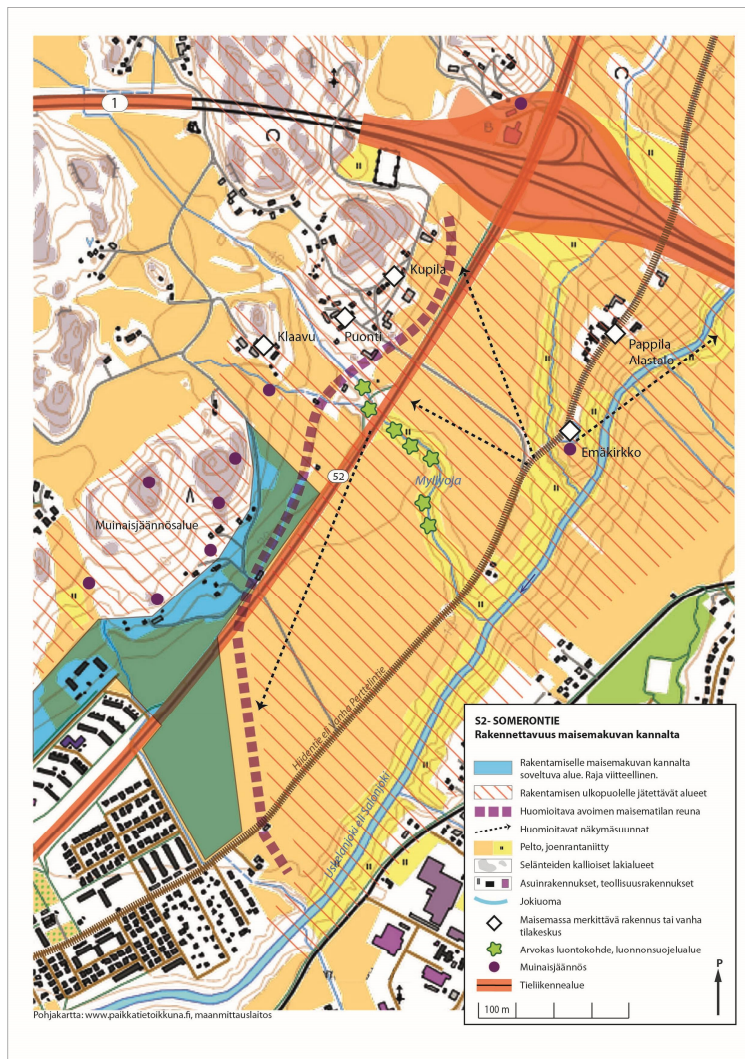 1
Kupila
Klaavu
Puonti
Pappila
Alastalo
Emäkirkko
52
Myllyoja
Muinaisjäännösalue
Hiidentie eli Vanha Perttelintie
Uskelanjoki eli Salonjoki
S2- SOMERONTIE
Rakennettavuus maisemakuvan kannalta
Rakentamiselle maisemakuvan kannalta
soveltuva alue. Raja viitteellinen.
Rakentamisen ulkopuolelle jätettävät alueet
Huomioitava avoimen maisematilan reuna
Huomioitavat näkymäsuunnat
Pelto, joenrantaniitty
Selänteiden kallioiset lakialueet
Asuinrakennukset, teollisuusrakennukset
Jokiuoma
Maisemassa merkittävä rakennus tai vanha
tilakeskus
Arvokas luontokohde, luonnonsuojelualue
Muinaisjäännös
Tieliikennealue
P
100 m
Pohjakartta: www.paikkatietoikkuna.fi, maanmittauslaitos